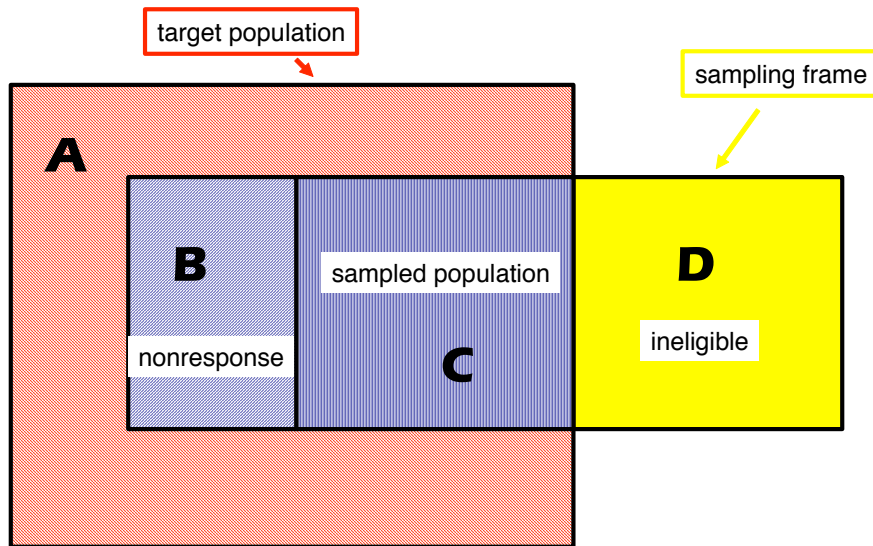 target population
sampling frame
A
B
sampled population
D
nonresponse
C
ineligible